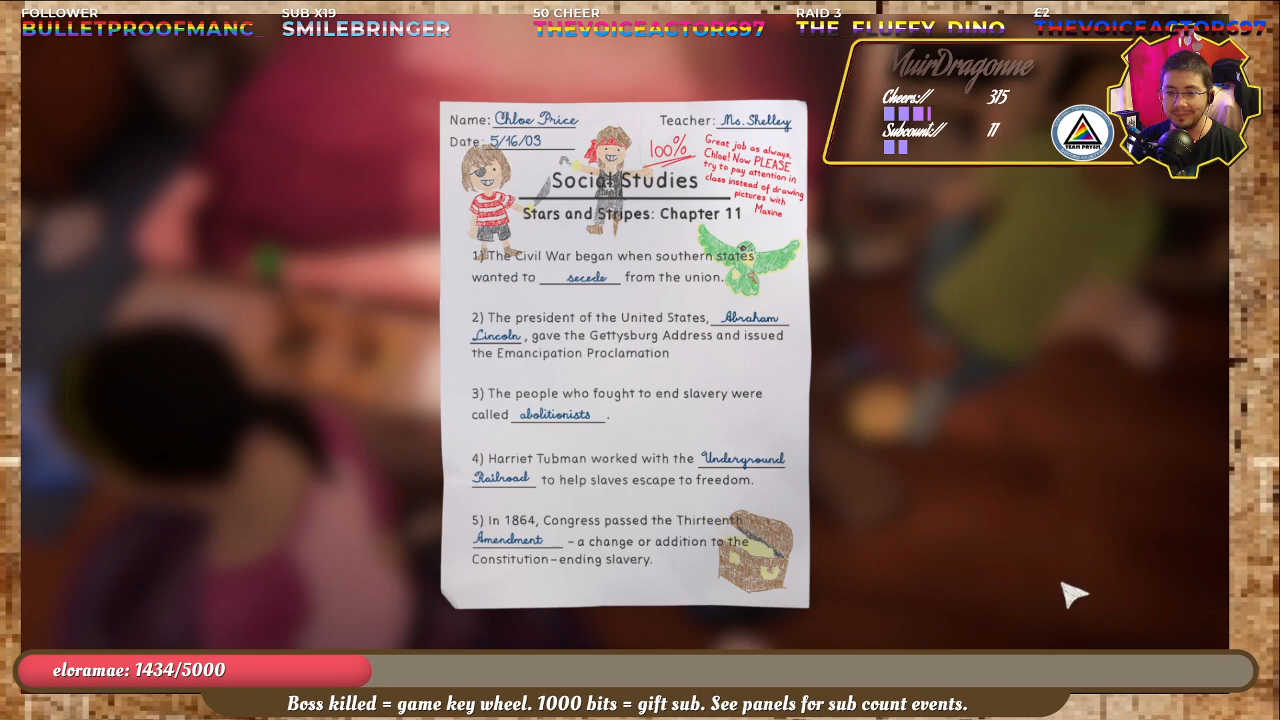 FOLLOWER
BULLETPROOFMANC
SUB X19
SMILEBRINGER
50 CHEER
THEVOICEACTOR697
RAID 3
THE_FLUFFY_DINO
£2
THEVOICEACTOR697
MuirDragonne
Cheers// 315
Subcount// 11
TEAM PRYSM
Name: Chloe Price Teacher: Ms. Shelley
Date: 5/16/03
100%
Great job as always,
Chloe! Now PLEASE
try to pay attention in
class instead of drawing
pictures with
Maxine
Social Studies
Stars and Stripes: Chapter 11
1) The Civil War began when southern states
wanted to secede from the union.
2) The president of the United States, Abraham
Lincoln, gave the Gettysburg Address and issued
the Emancipation Proclamation
3) The people who fought to end slavery were
called abolitionists.
4) Harriet Tubman worked with the Underground
Railroad to help slaves escape to freedom.
5) In 1864, Congress passed the Thirteenth
Amendment – a change or addition to the
Constitution – ending slavery.
eloramae: 1434/5000
Boss killed = game key wheel. 1000 bits = gift sub. See panels for sub count events.